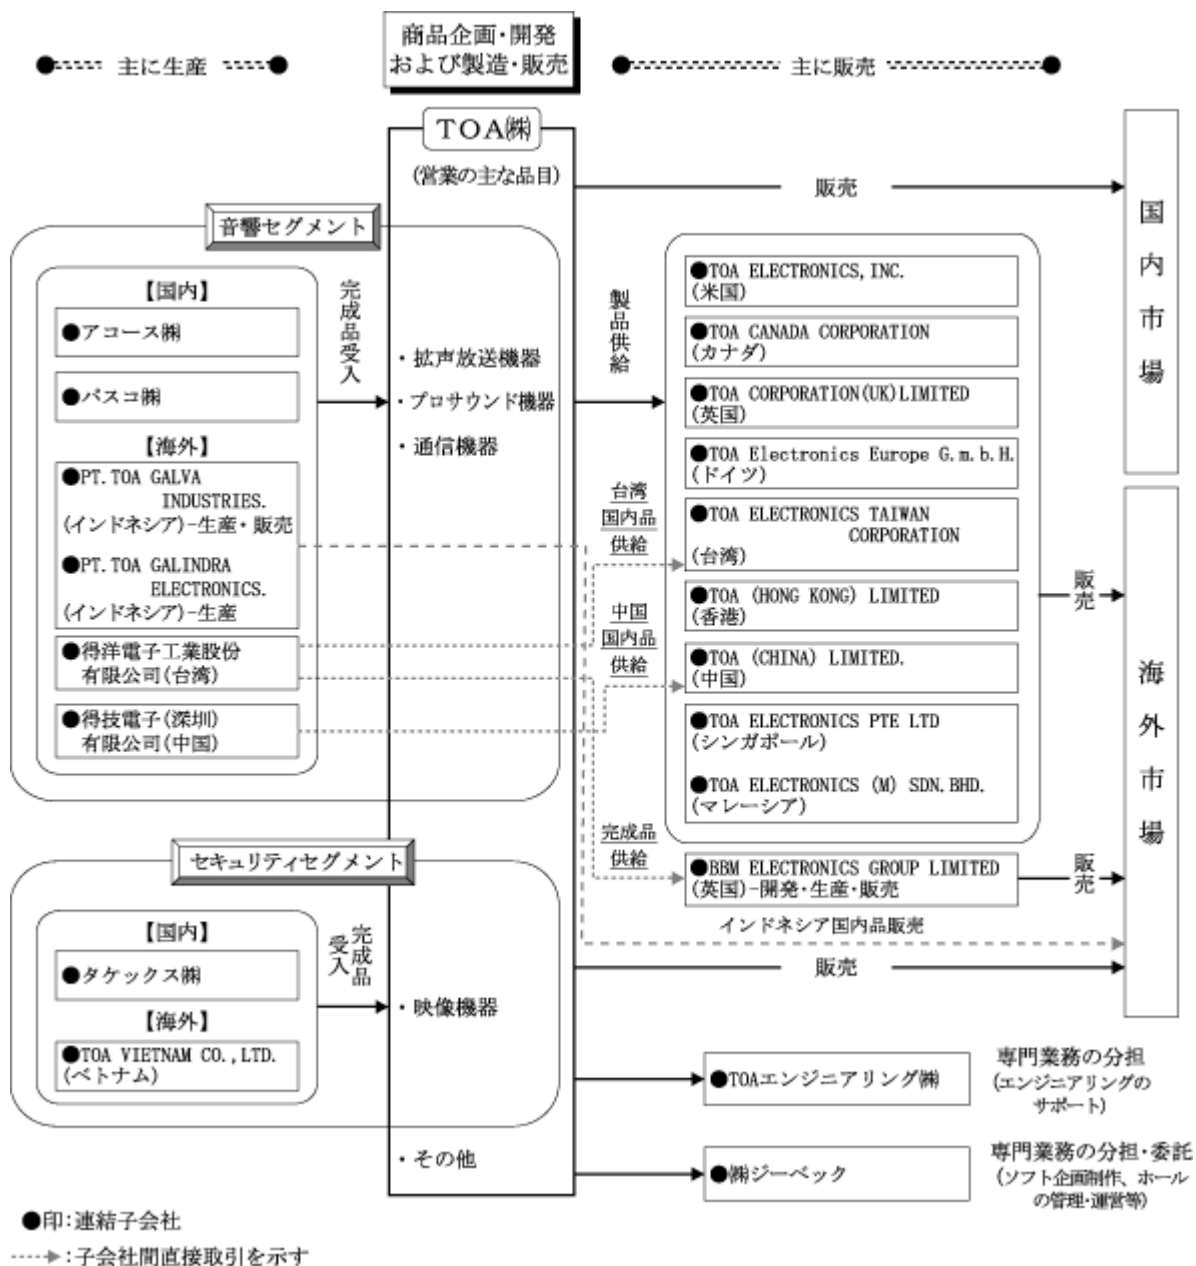 商品企画・開発
および製造・販売
主に生産
主に販売
TOA㈱
(営業の主な品目)
販売
国内市場
音響セグメント
【国内】
●アコース㈱
●パスコ㈱
【海外】
●PT.TOA GALVA
INDUSTRIES.
(インドネシア)−生産・販売
●PT.TOA GALINDRA
ELECTRONICS.
(インドネシア)−生産
●得洋電子工業股份
有限公司(台湾)
●得技電子(深圳)
有限公司(中国)
完成品受入
・拡声放送機器
・プロサウンド機器
・通信機器
製品供給
台湾
国内品
供給
中国
国内品
供給
完成品
供給
●TOA ELECTRONICS,INC.
(米国)
●TOA CANADA CORPORATION
(カナダ)
●TOA CORPORATION(UK)LIMITED
(英国)
●TOA Electronics Europe G.m.b.H.
(ドイツ)
●TOA ELECTRONICS TAIWAN
CORPORATION
(台湾)
●TOA (HONG KONG) LIMITED
(香港)
●TOA (CHINA) LIMITED.
(中国)
●TOA ELECTRONICS PTE LTD
(シンガポール)
●TOA ELECTRONICS (M) SDN.BHD.
(マレーシア)
●BBM ELECTRONICS GROUP LIMITED
(英国)−開発・生産・販売
販売
販売
海外市場
インドネシア国内品販売
販売
セキュリティセグメント
【国内】
●タケックス㈱
【海外】
●TOA VIETNAM CO.,LTD.
(ベトナム)
完成品
受入
・映像機器
●TOAエンジニアリング㈱
専門業務の分担
(エンジニアリングの
サポート)
・その他
●㈱ジーベック
専門業務の分担・委託
(ソフト企画制作、ホール
の管理・運営等)
●印：連結子会社
：子会社間直接取引を示す